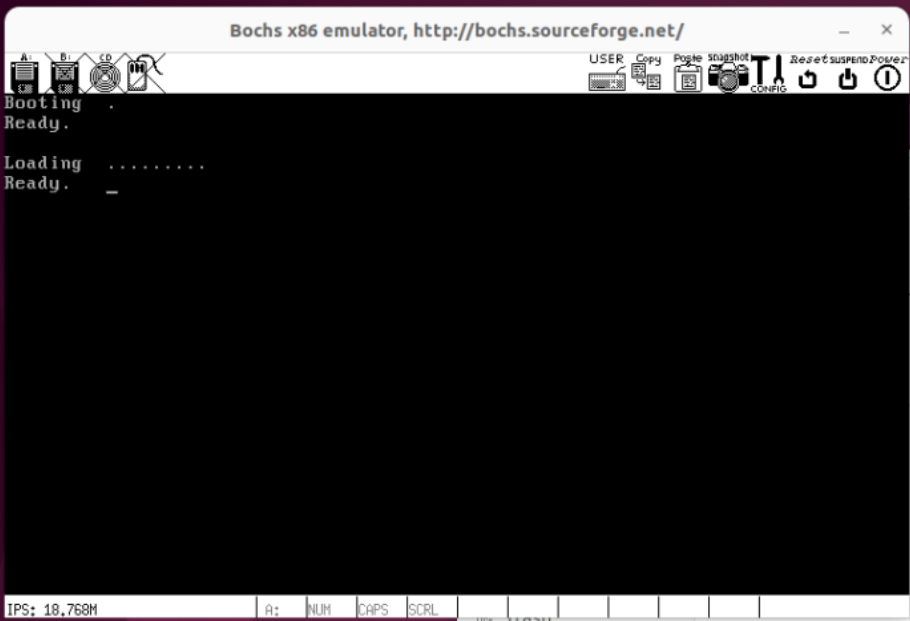 Bochs x86 emulator, http://bochs.sourceforge.net/
A: B: CD USER Copy Paste snapshot CONFIG Reset SUSPEND Power
Booting .
Ready.
Loading .........
Ready. _
IPS: 18.768M A: NUM CAPS SCRL